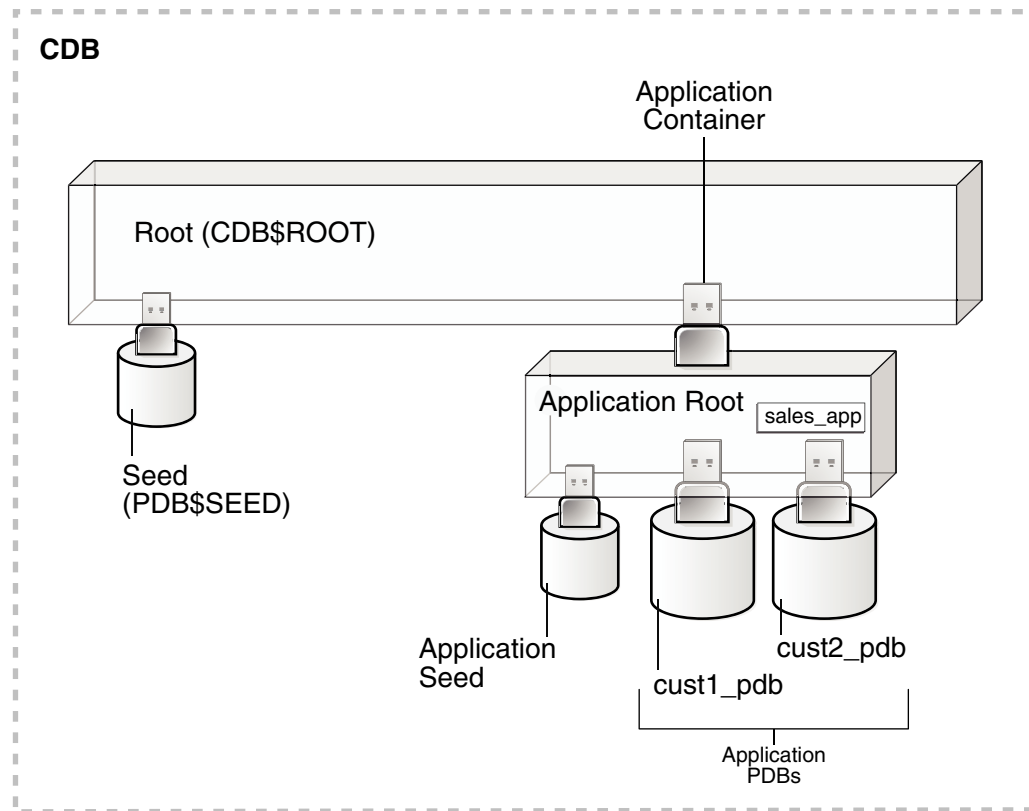 CDB
Application
Container
Root (CDB$ROOT)
Application Root
sales_app
Seed
(PDB$SEED)
Application
Seed
cust1_pdb
cust2_pdb
Application
PDBs